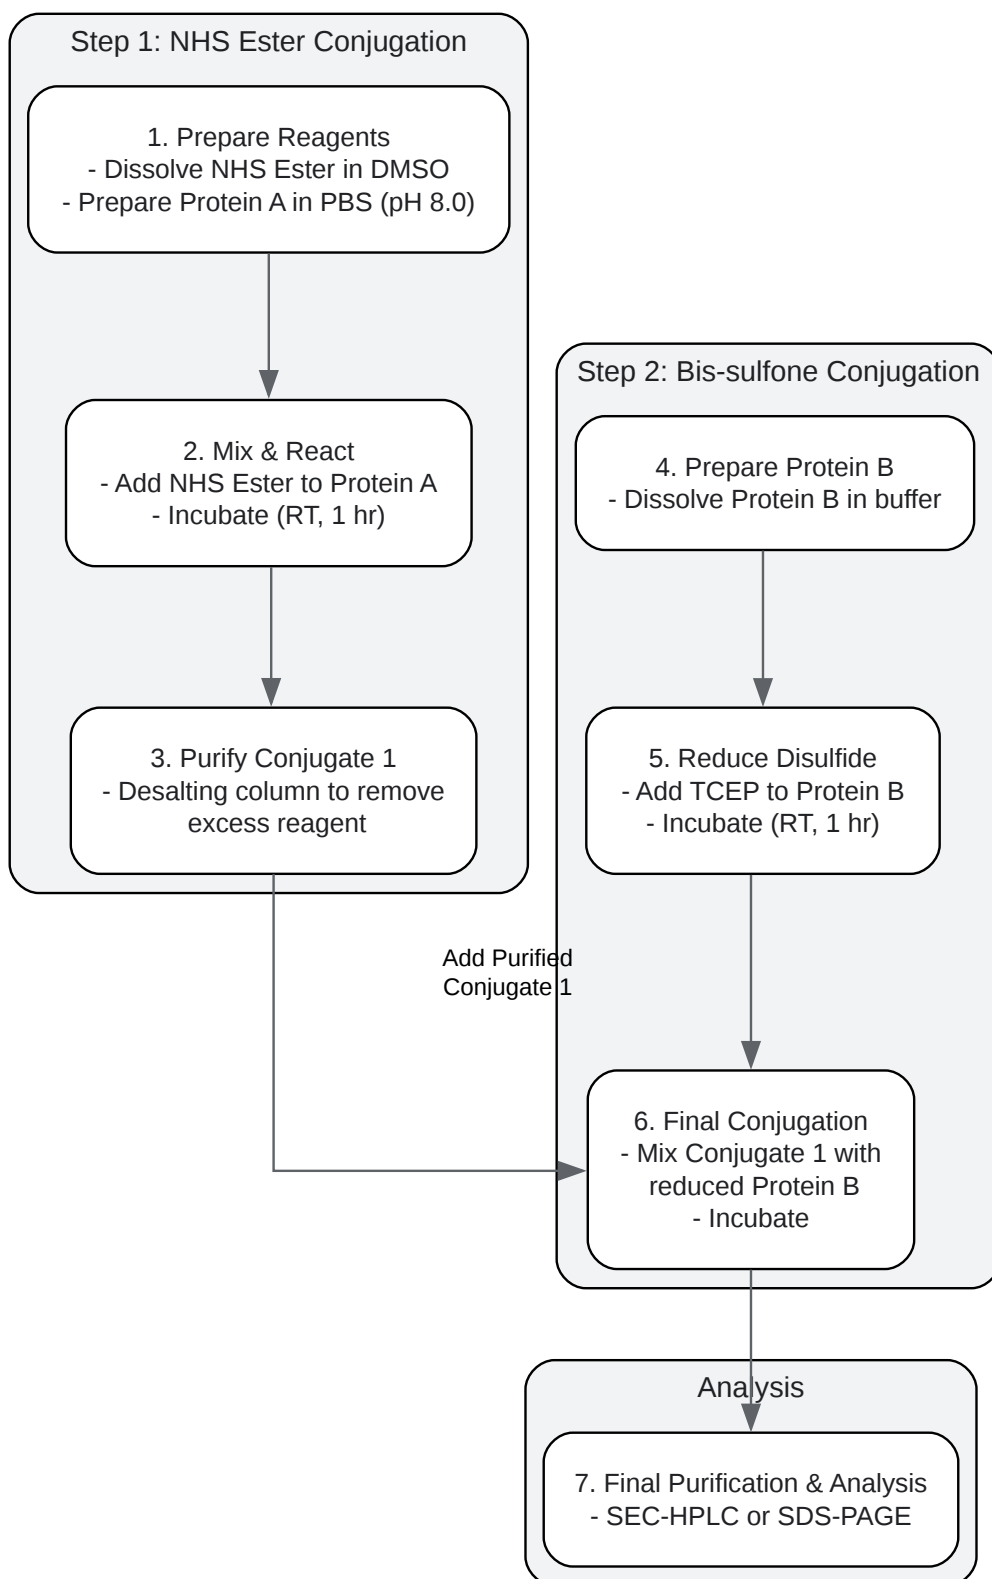 Step 1: NHS Ester Conjugation
1. Prepare Reagents
- Dissolve NHS Ester in DMSO
- Prepare Protein A in PBS (pH 8.0)
2. Mix & React
- Add NHS Ester to Protein A
- Incubate (RT, 1 hr)
3. Purify Conjugate 1
- Desalting column to remove
excess reagent
Add Purified
Conjugate 1
Step 2: Bis-sulfone Conjugation
4. Prepare Protein B
- Dissolve Protein B in buffer
5. Reduce Disulfide
- Add TCEP to Protein B
- Incubate (RT, 1 hr)
6. Final Conjugation
- Mix Conjugate 1 with
reduced Protein B
- Incubate
Analysis
7. Final Purification & Analysis
- SEC-HPLC or SDS-PAGE